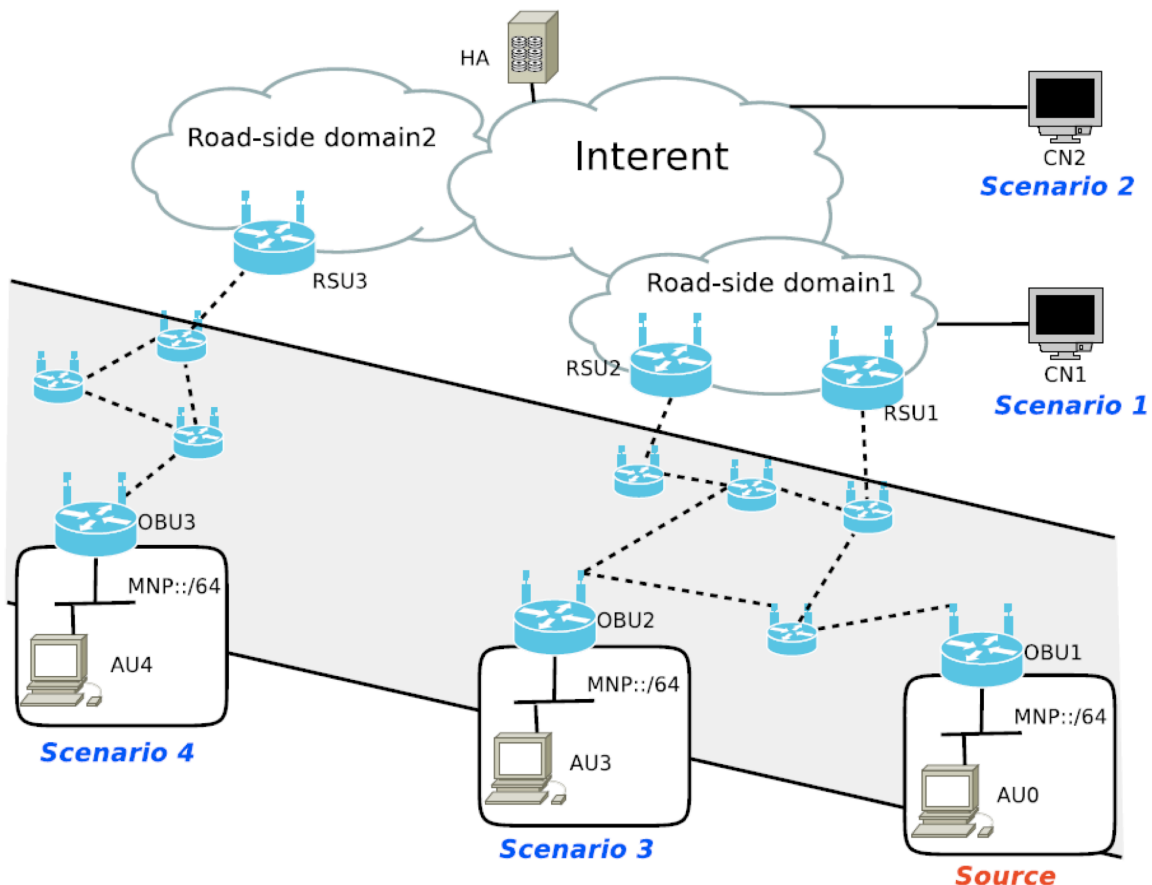 HA
Road-side domain2
Interent
CN2
Scenario 2
RSU3
Road-side domain1
RSU2
RSU1
CN1
Scenario 1
OBU3
MNP::/64
AU4
Scenario 4
OBU2
MNP::/64
AU3
Scenario 3
OBU1
MNP::/64
AU0
Source